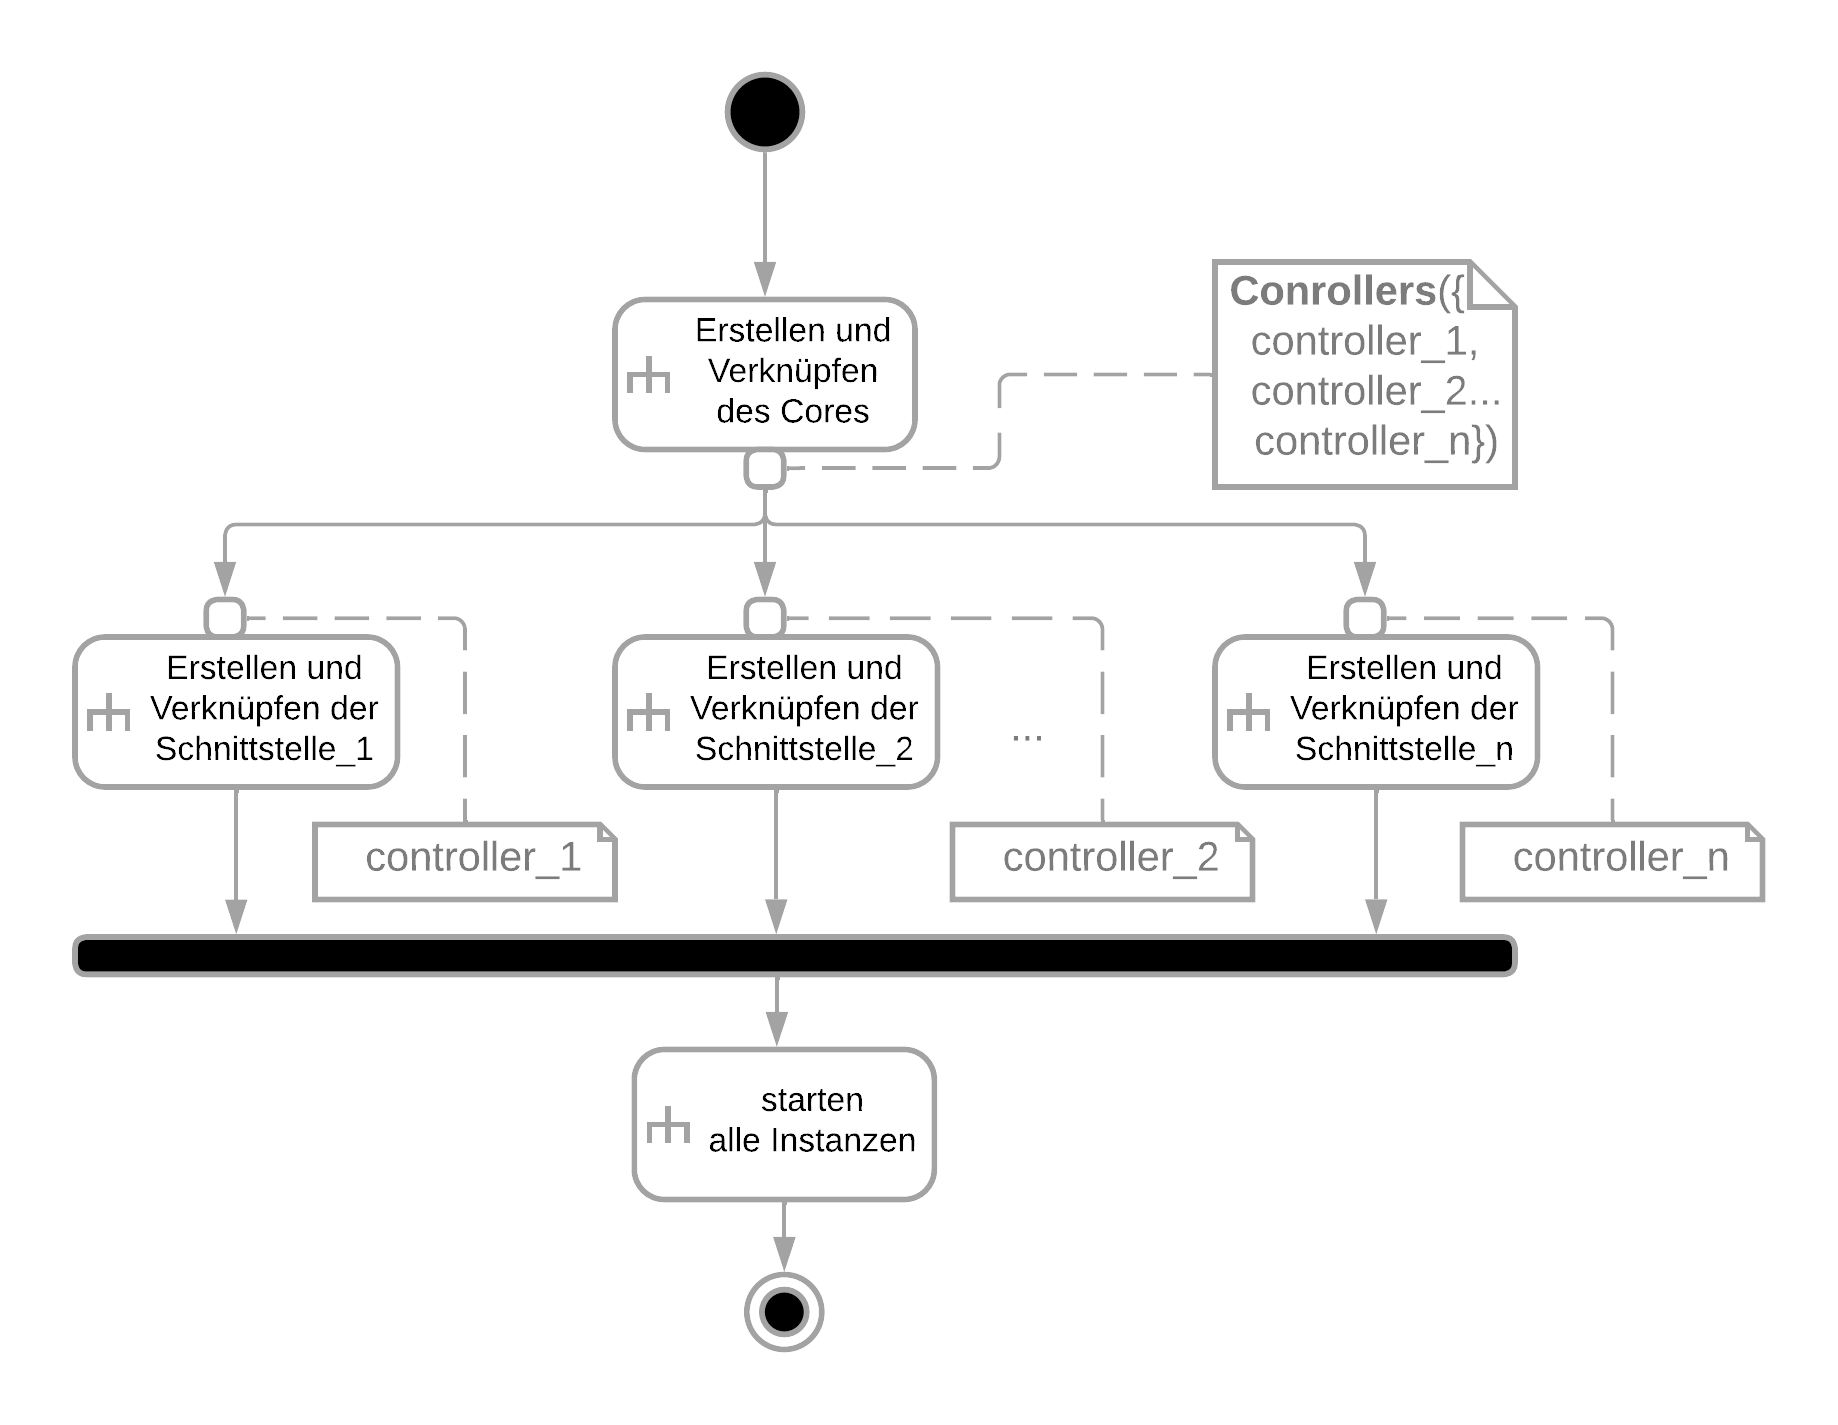 Erstellen und
Verknüpfen
des Cores
Conrollers({
controller_1,
controller_2...
controller_n})
Erstellen und
Verknüpfen der
Schnittstelle_1
Erstellen und
Verknüpfen der
Schnittstelle_2
...
Erstellen und
Verknüpfen der
Schnittstelle_n
controller_1
controller_2
controller_n
starten
alle Instanzen